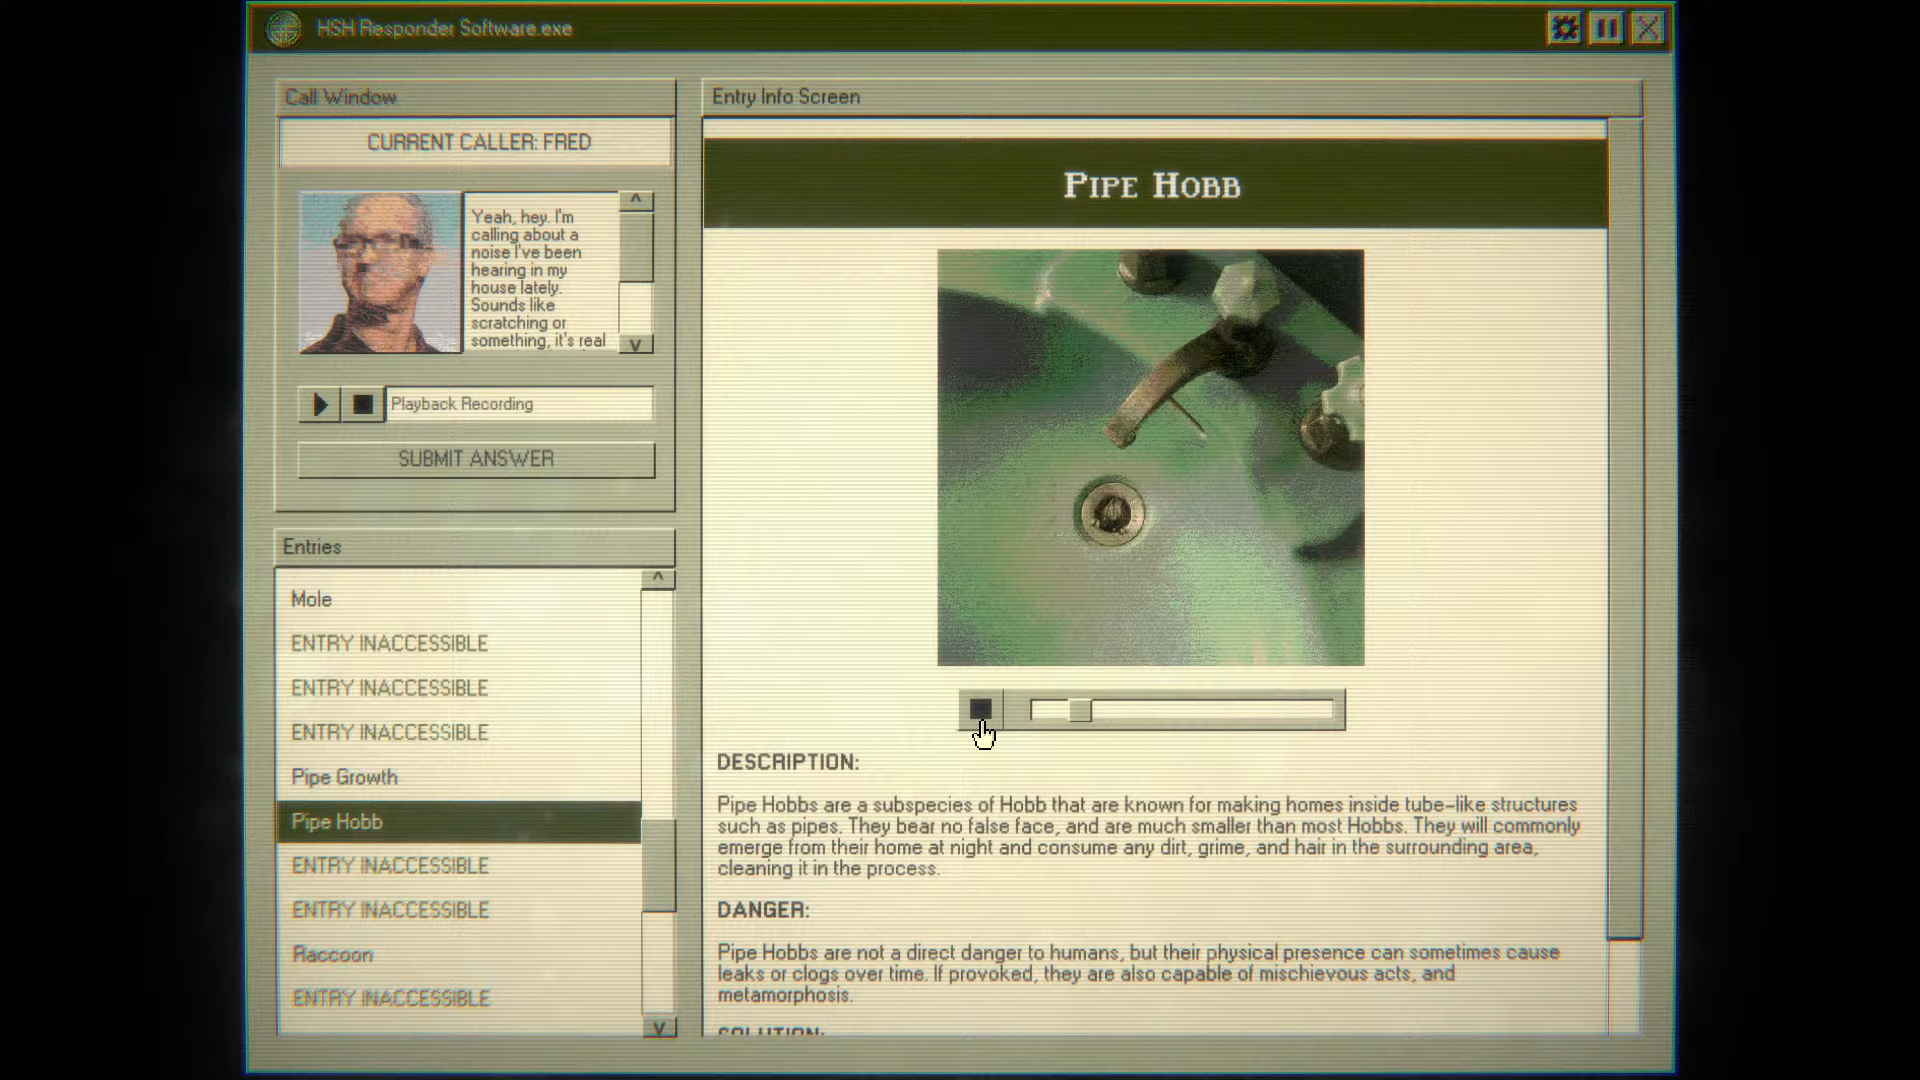 HSH Responder Software.exe
Call Window
CURRENT CALLER: FRED
Yeah, hey. I'm
calling about a
noise I've been
hearing in my
house lately.
Sounds like
scratching or
something, it's real
Playback Recording
SUBMIT ANSWER
Entries
Mole
ENTRY INACCESSIBLE
ENTRY INACCESSIBLE
ENTRY INACCESSIBLE
Pipe Growth
Pipe Hobb
ENTRY INACCESSIBLE
ENTRY INACCESSIBLE
Raccoon
ENTRY INACCESSIBLE
Entry Info Screen
PIPE HOBB
DESCRIPTION:
Pipe Hobbs are a subspecies of Hobb that are known for making homes inside tube-like structures
such as pipes. They bear no false face, and are much smaller than most Hobbs. They will commonly
emerge from their home at night and consume any dirt, grime, and hair in the surrounding area,
cleaning it in the process.
DANGER:
Pipe Hobbs are not a direct danger to humans, but their physical presence can sometimes cause
leaks or clogs over time. If provoked, they are also capable of mischievous acts, and
metamorphosis.
SOLUTION: